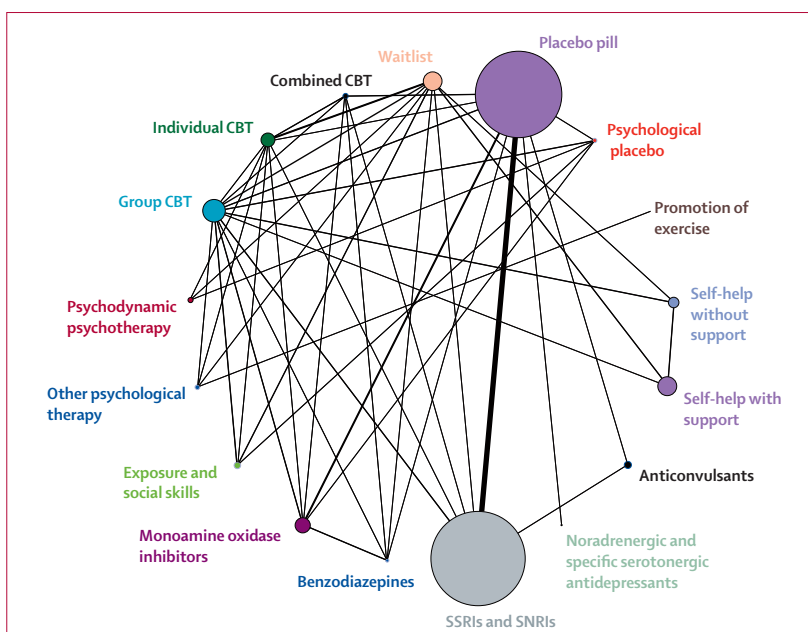 Placebo pill
Waitlist
Combined CBT
Individual CBT
Psychological
placebo
Group CBT
Promotion of
exercise
Psychodynamic
psychotherapy
Self-help
without
support
Other psychological
therapy
Self-help with
support
Exposure and
social skills
Anticonvulsants
Monoamine oxidase
inhibitors
Noradrenergic and
specific serotonergic
antidepressants
Benzodiazepines
SSRIs and SNRIs